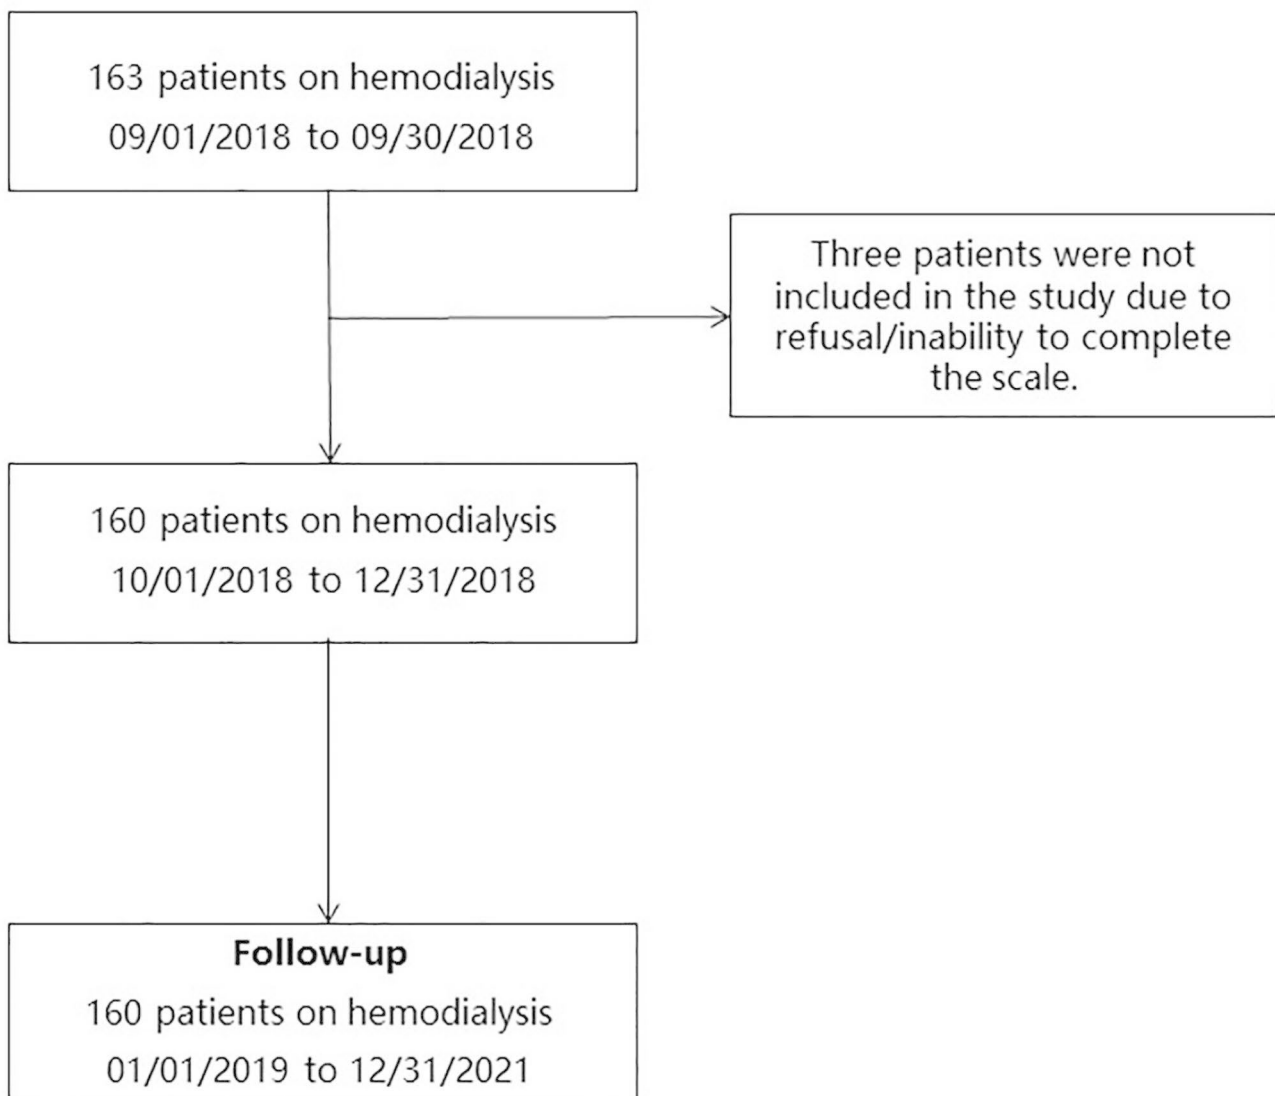 163 patients on hemodialysis
09/01/2018 to 09/30/2018
Three patients were not
included in the study due to
refusal/inability to complete
the scale.
160 patients on hemodialysis
10/01/2018 to 12/31/2018
Follow-up
160 patients on hemodialysis
01/01/2019 to 12/31/2021